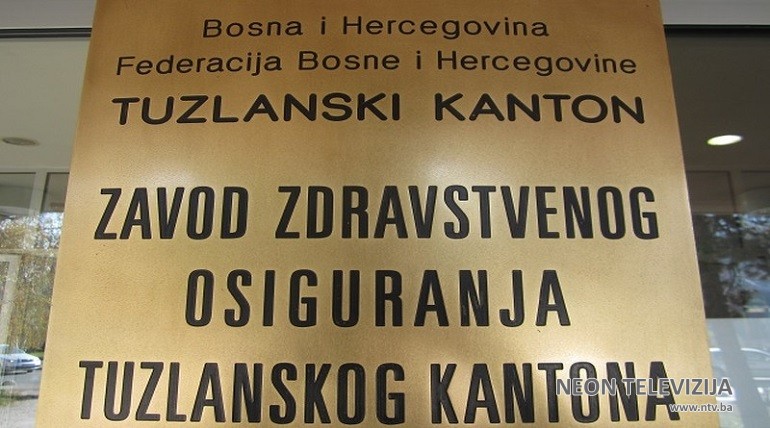 Bosna i Hercegovina
Federacija Bosne i Hercegovine
TUZLANSKI KANTON
ZAVOD ZDRAVSTVENOG
OSIGURANJA
TUZLANSKOG KANTONA
NEON TELEVIZIJA
www.ntv.ba